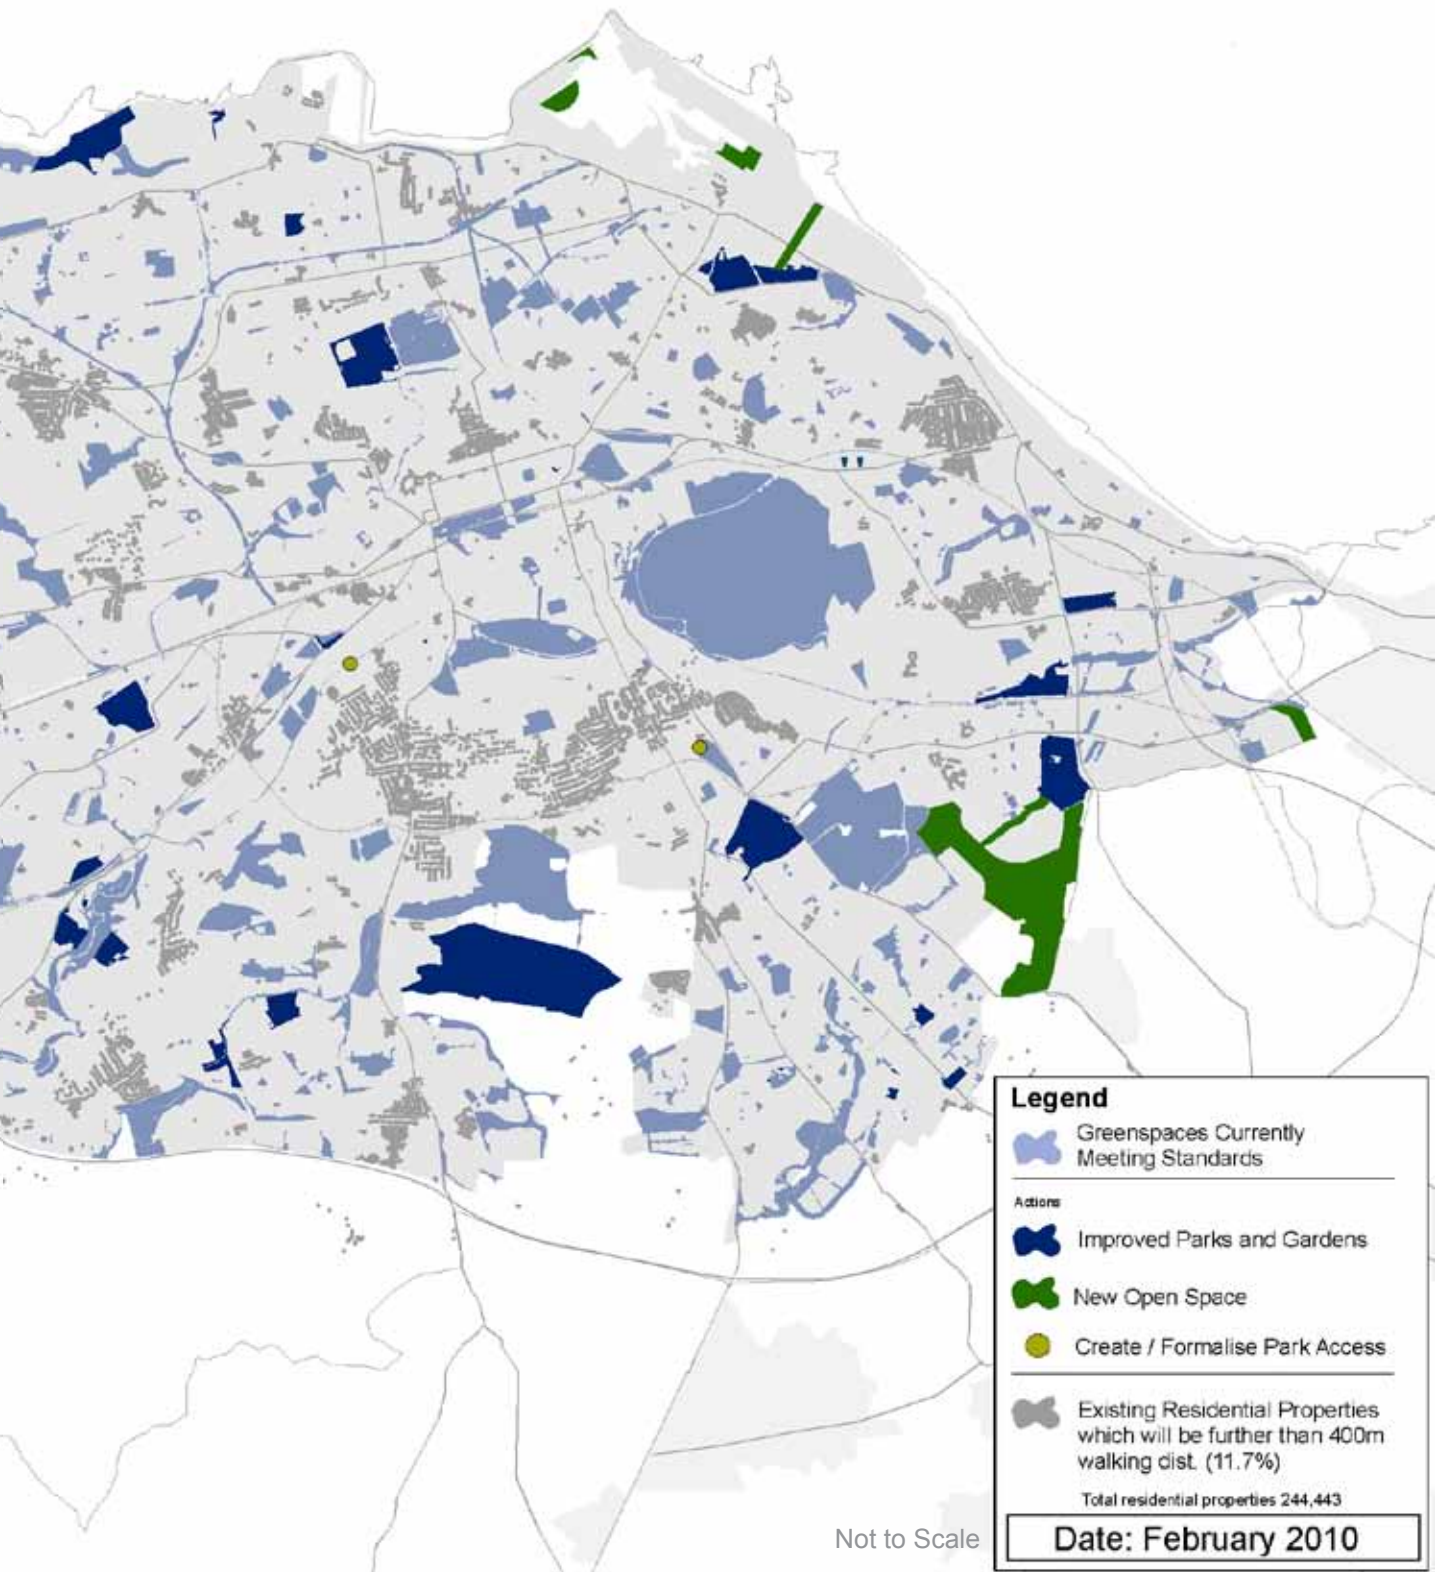 Legend
Greenspaces Currently
Meeting Standards
Actions
Improved Parks and Gardens
New Open Space
Create / Formalise Park Access
Existing Residential Properties
which will be further than 400m
walking dist. (11.7%)
Total residential properties 244,443
Not to Scale
Date: February 2010